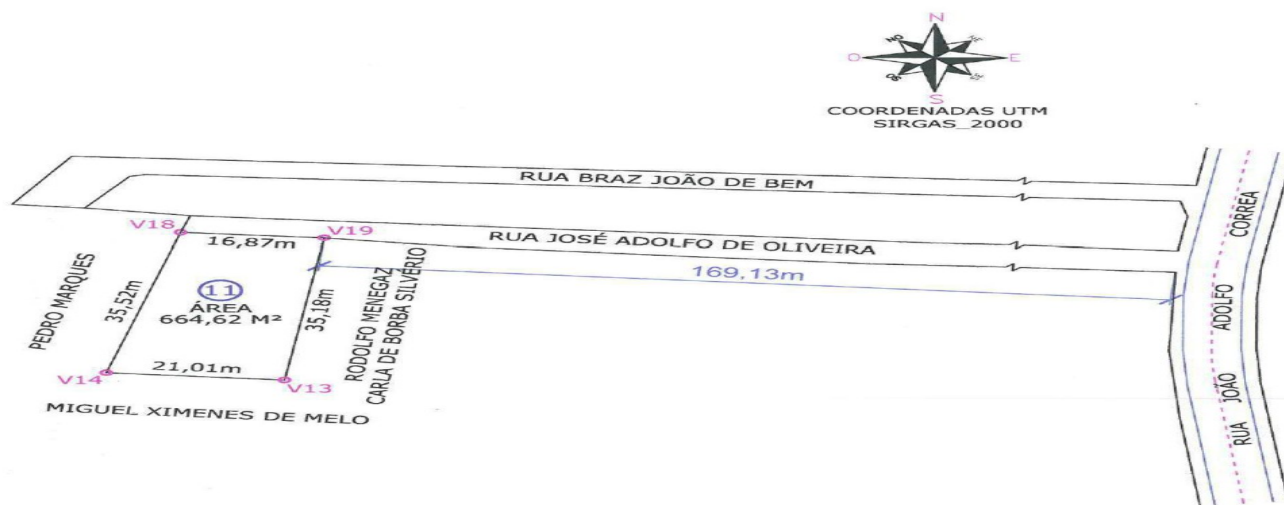 N
NO
NE
O
E
SO
SE
S
COORDENADAS UTM
SIRGAS_2000
RUA BRAZ JOÃO DE BEM
V18
16,87m
V19
RUA JOSÉ ADOLFO DE OLIVEIRA
169,13m
PEDRO MARQUES
35,52m
11
ÁREA
664,62 M²
35,18m
RODOLFO MENEGAZ
CARLA DE BORBA SILVÉRIO
21,01m
V14
V13
MIGUEL XIMENES DE MELO
RUA JOÃO ADOLFO CORREA